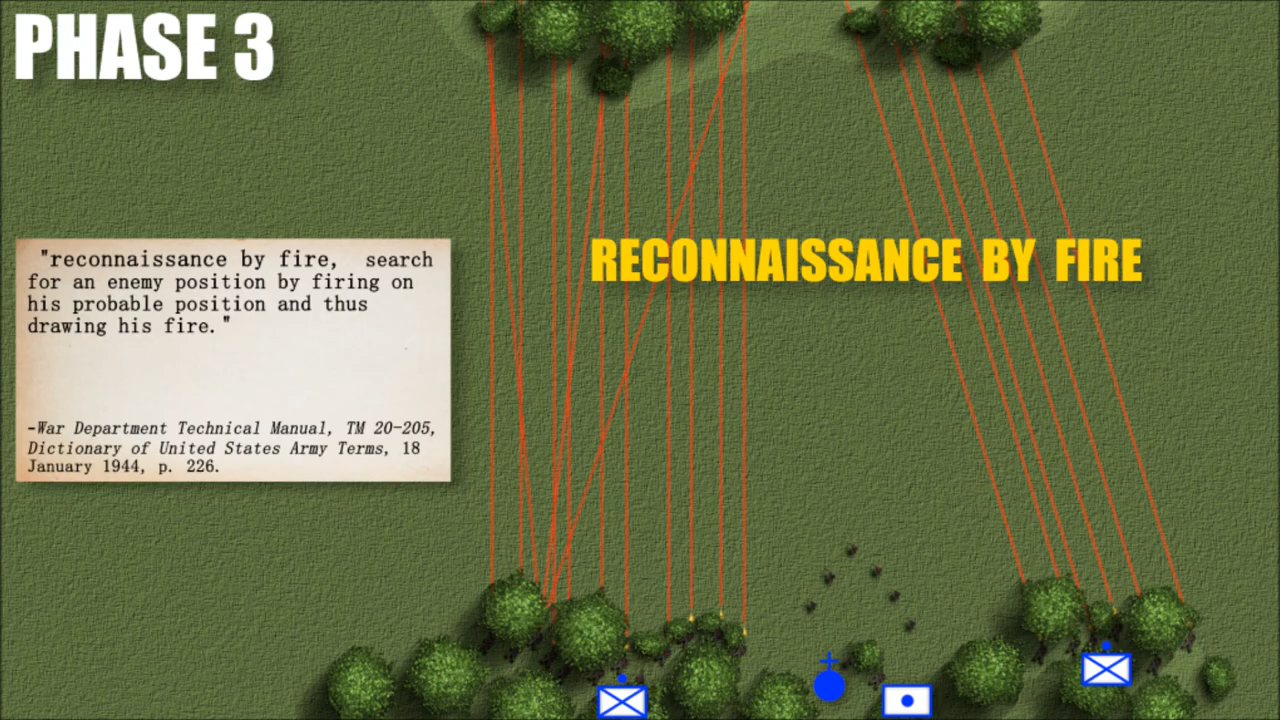 PHASE 3
RECONNAISSANCE BY FIRE
"reconnaissance by fire, search
for an enemy position by firing on
his probable position and thus
drawing his fire."
-War Department Technical Manual, TM 20-205,
Dictionary of United States Army Terms, 18
January 1944, p. 226.